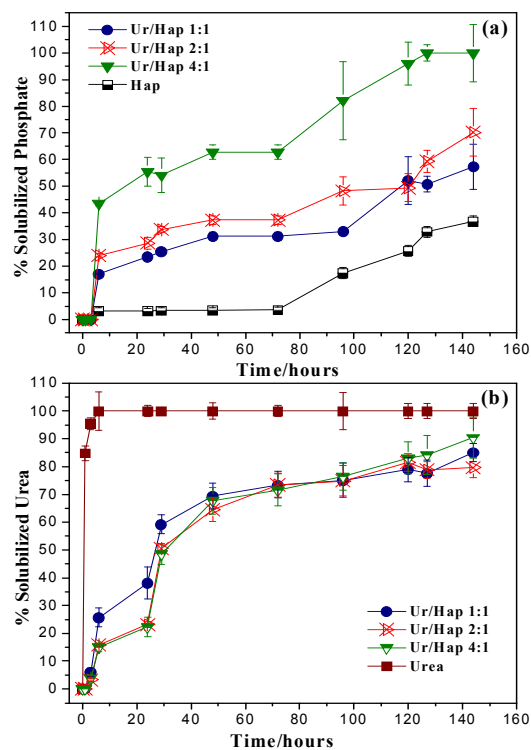 (a)
Ur/Hap 1:1
Ur/Hap 2:1
Ur/Hap 4:1
Hap
% Solubilized Phosphate
110
100
90
80
70
60
50
40
30
20
10
0
0 20 40 60 80 100 120 140 160
Time/hours
(b)
% Solubilized Urea
110
100
90
80
70
60
50
40
30
20
10
0
Ur/Hap 1:1
Ur/Hap 2:1
Ur/Hap 4:1
Urea
0 20 40 60 80 100 120 140 160
Time/hours